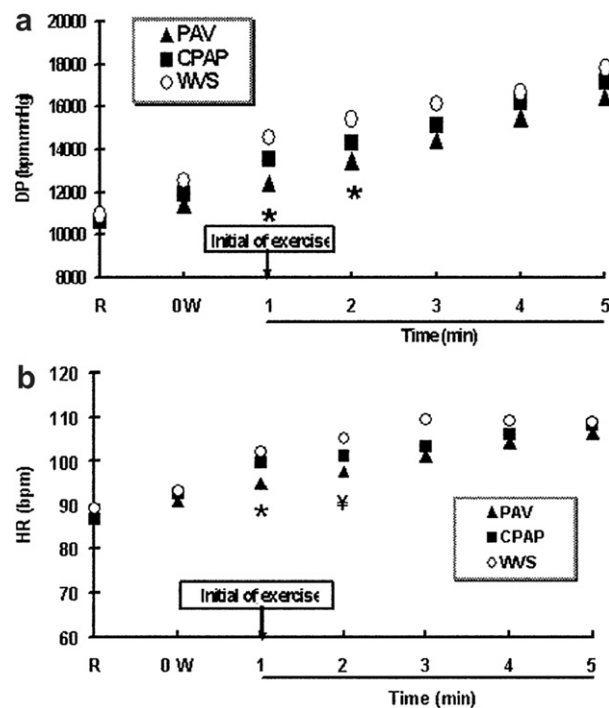 a
20000
18000
16000
14000
12000
10000
8000
DP (bpm.mmHg)
PAV
CPAP
WVS
*
*
Initial of exercise
R 0W 1 2 3 4 5
Time (min)
b
120
110
100
90
80
70
60
HR (bpm)
* ¥
PAV
CPAP
WVS
Initial of exercise
R 0 W 1 2 3 4 5
Time (min)